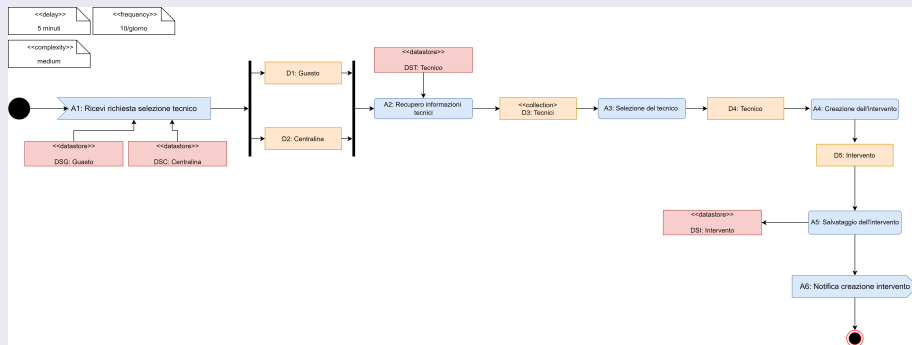 <<delay>>
5 minuti
<<frequency>>
10/giorno
<<complexity>>
medium
A1: Ricevi richiesta selezione tecnico
<<datastore>>
DSG: Guasto
<<datastore>>
DSC: Centralina
D1: Guasto
D2: Centralina
<<datastore>>
DST: Tecnico
A2: Recupero informazioni
tecnici
<<collection>
D3: Tecnici
A3: Selezione del tecnico
D4: Tecnico
A4: Creazione dell'intervento
D5: Intervento
<<datastore>>
DSI: Intervento
A5: Salvataggio dell'intervento
A6: Notifica creazione intervento